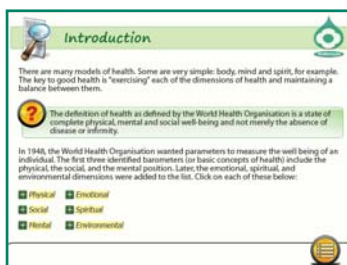 Introduction
There are many models of health. Some are very simple: body, mind and spirit, for example.
The key to good health is "exercising" each of the dimensions of health and maintaining a
balance between them.
The definition of health as defined by the World Health Organisation is a state of
complete physical, mental and social well-being and not merely the absence of
disease or infirmity.
In 1948, the World Health Organisation wanted parameters to measure the well being of an
individual. The first three identified barometers (or basic concepts of health) include the
physical, the social, and the mental position. Later, the emotional, spiritual, and
environmental dimensions were added to the list. Click on each of these below:
Physical Emotional
Social Spiritual
Mental Environmental